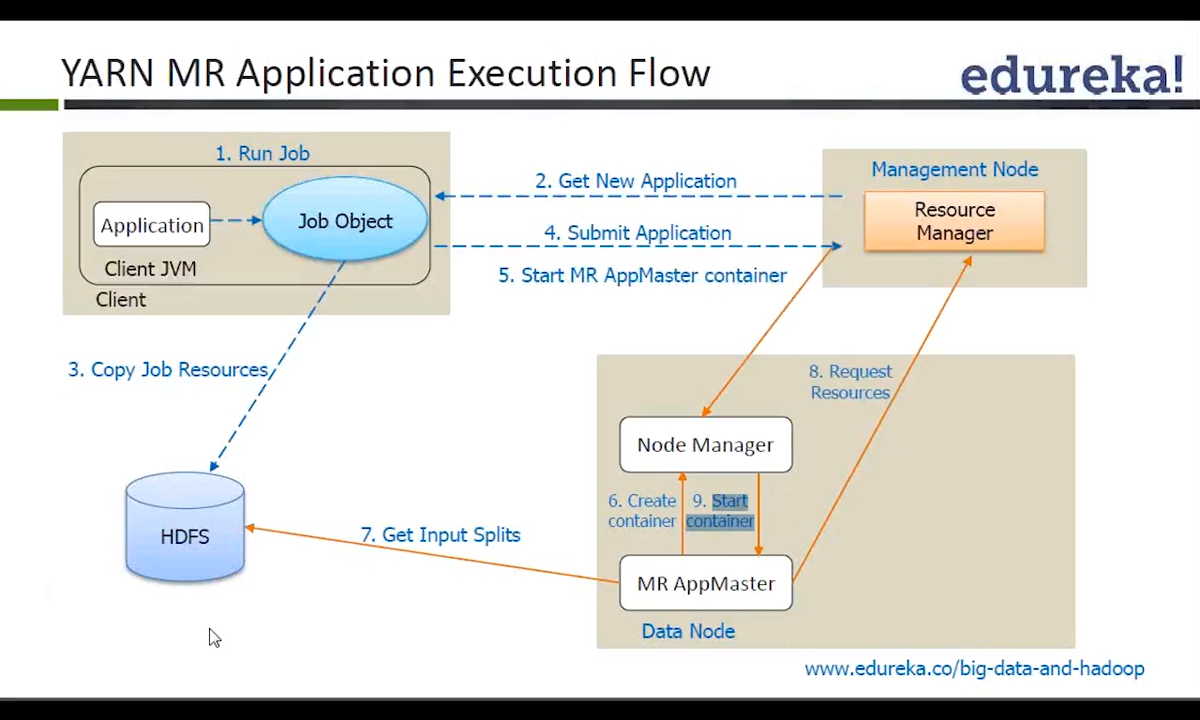 YARN MR Application Execution Flow
edureka!
1. Run Job
Application
Job Object
Client JVM
Client
2. Get New Application
4. Submit Application
5. Start MR AppMaster container
Management Node
Resource
Manager
3. Copy Job Resources
8. Request
Resources
Node Manager
6. Create
container
9. Start
container
HDFS
7. Get Input Splits
MR AppMaster
Data Node
www.edureka.co/big-data-and-hadoop